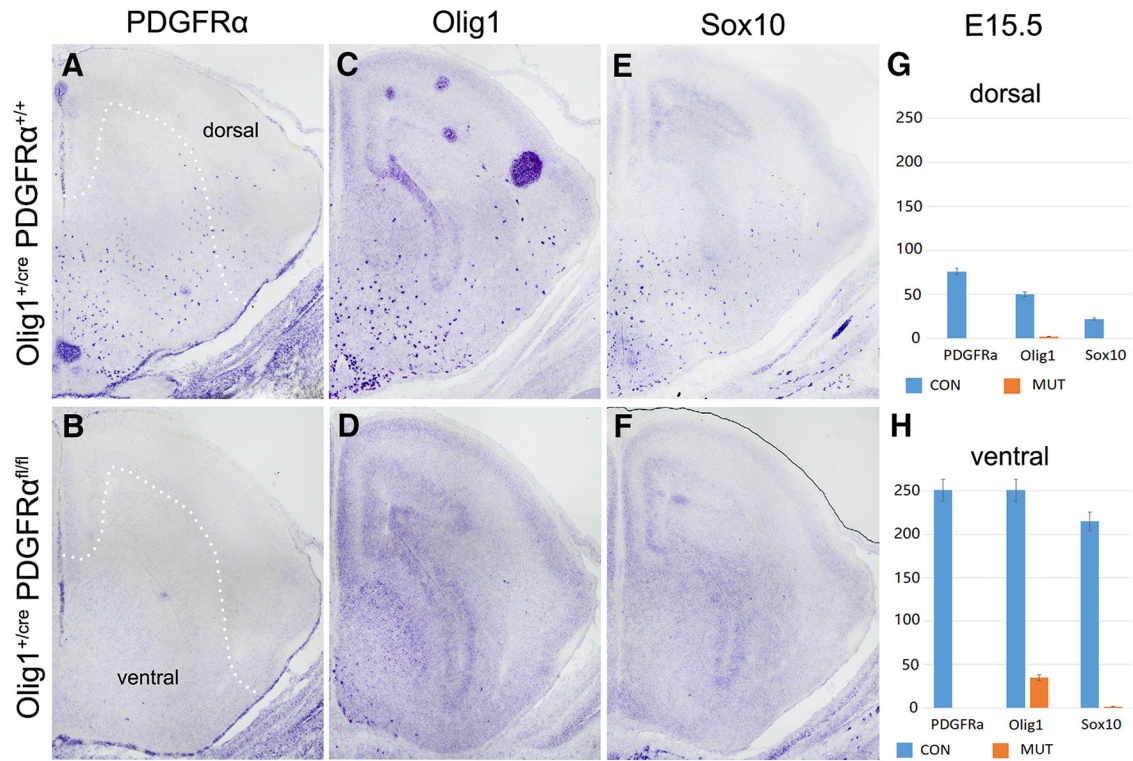 PDGFRα Olig1 Sox10 E15.5
Olig1+/cre PDGFRα+/+
A
dorsal
C
E
G
dorsal
250
200
150
100
50
0
PDGFRa Olig1 Sox10
CON MUT
Olig1+/cre PDGFRαfl/fl
B
ventral
D
F
H
ventral
250
200
150
100
50
0
PDGFRa Olig1 Sox10
CON MUT